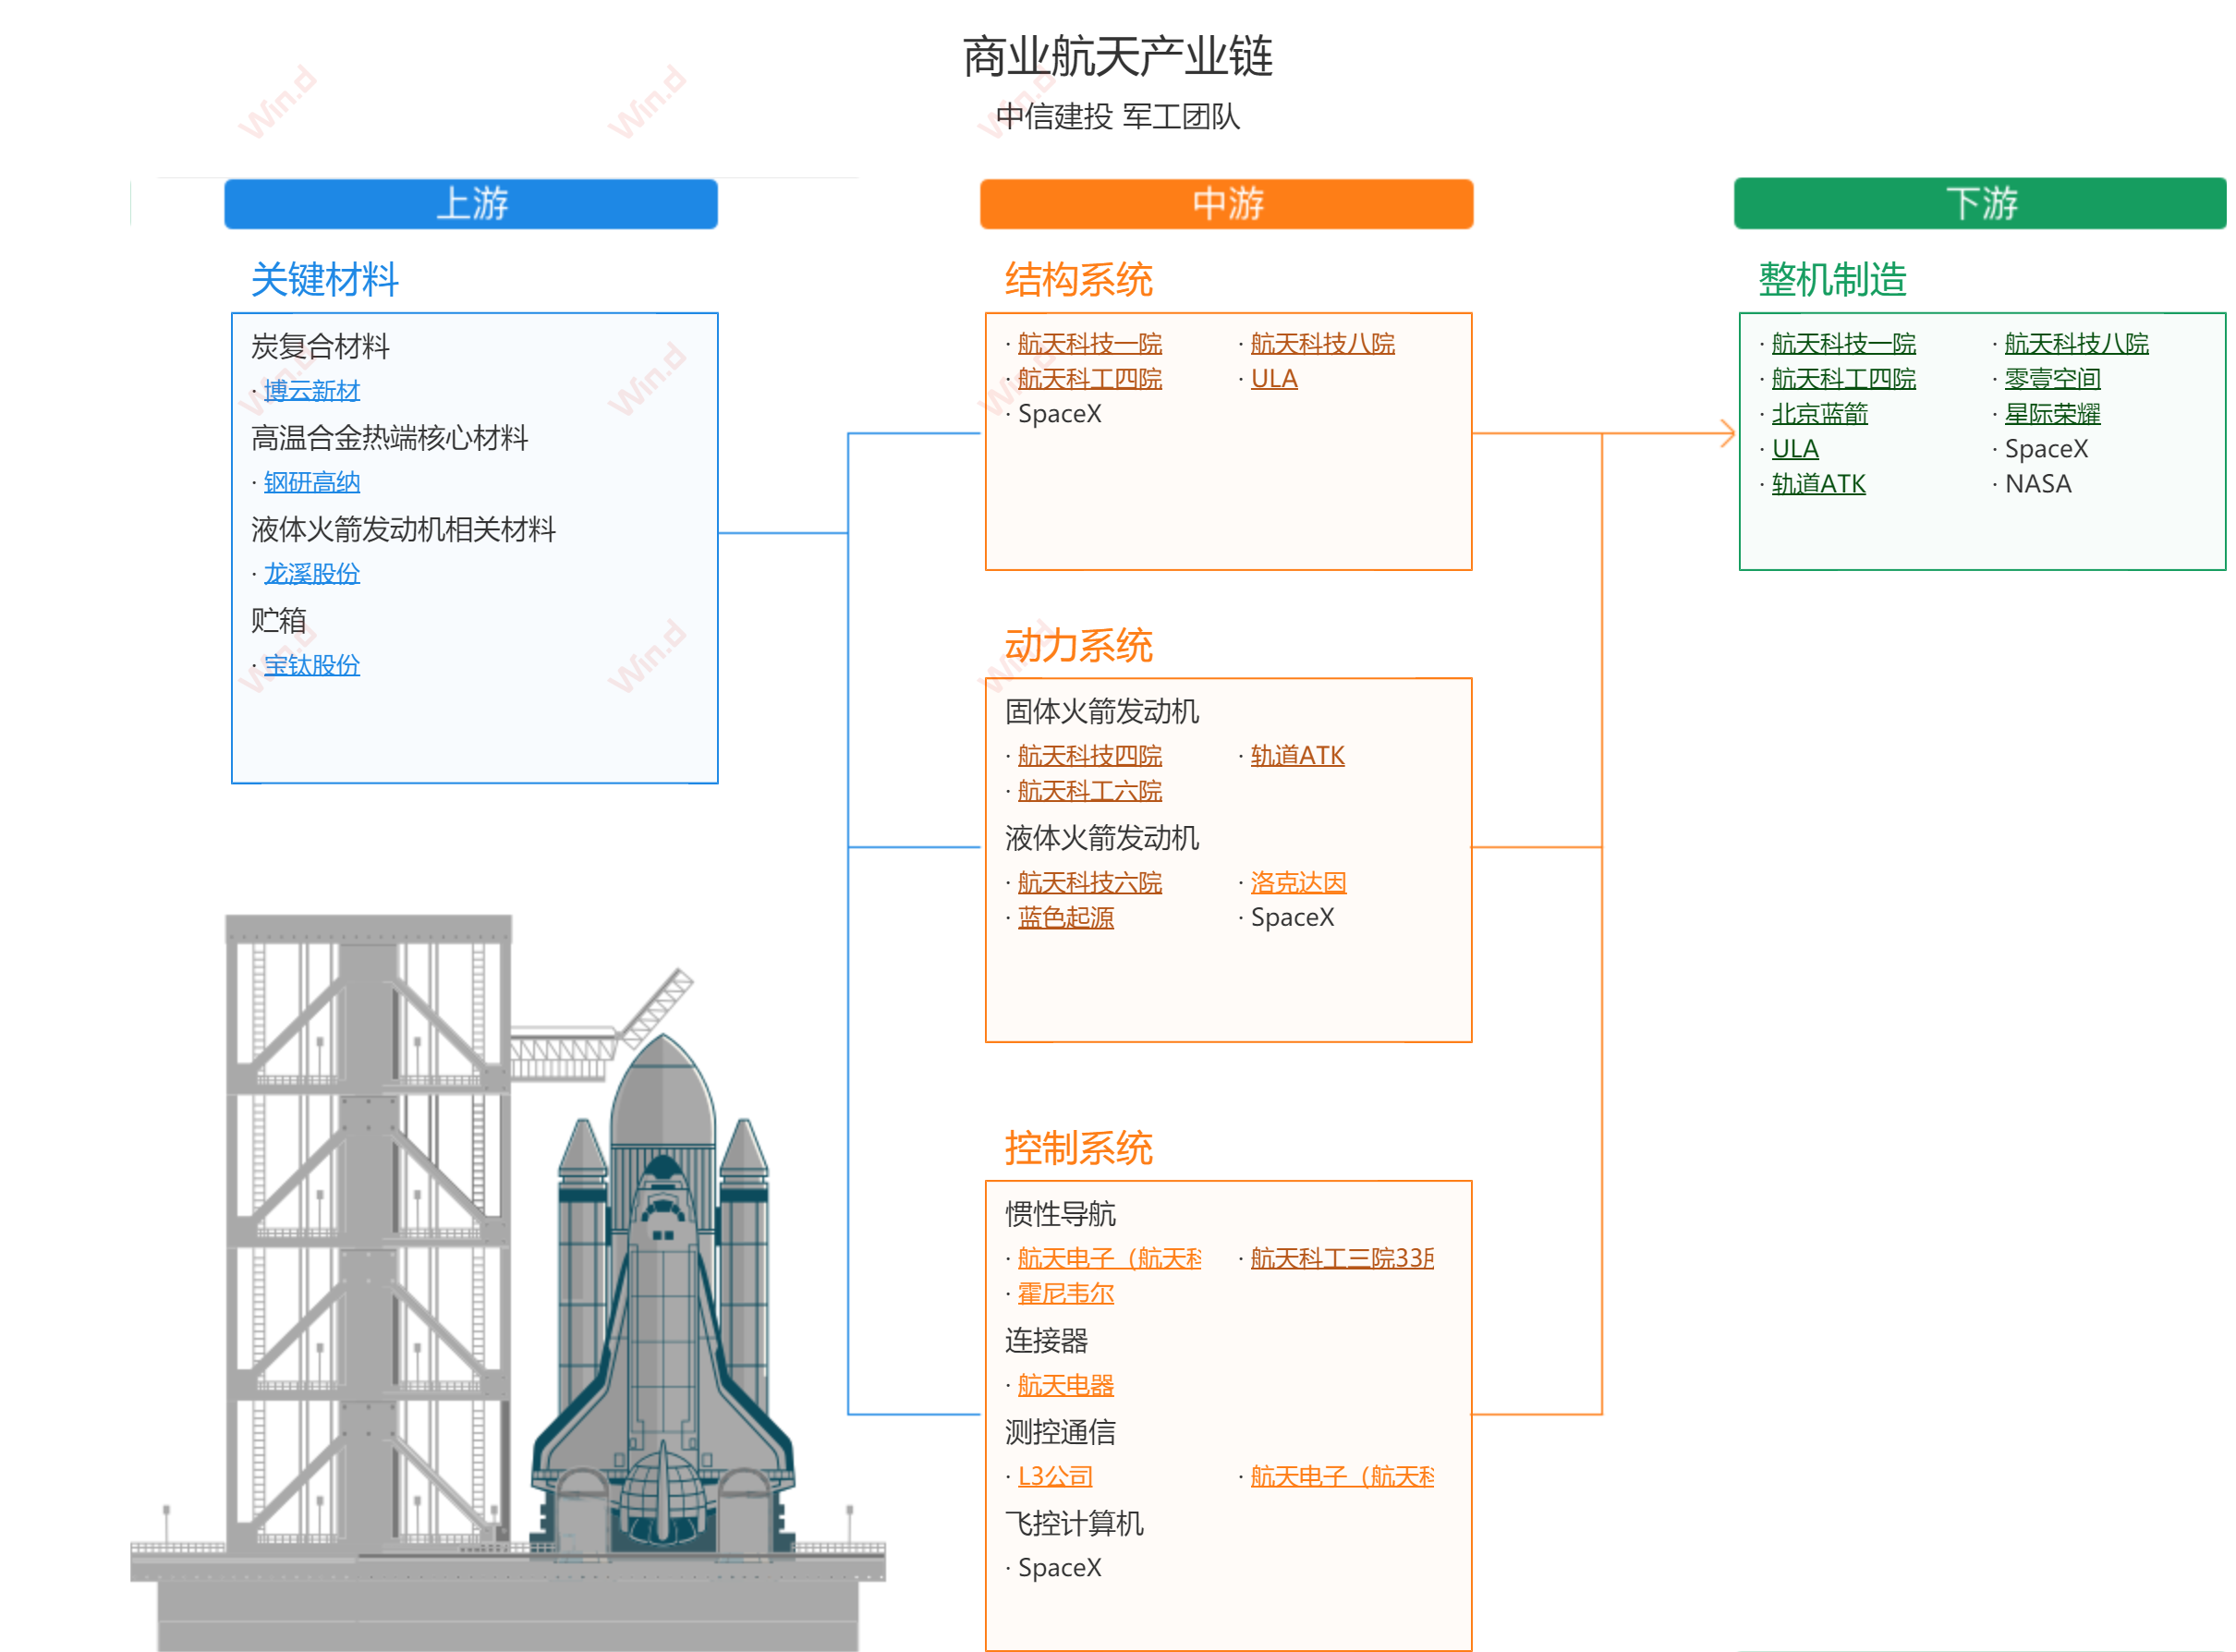 商业航天产业链
中信建投 军工团队
上游
关键材料
炭复合材料
· 博云新材
高温合金热端核心材料
· 钢研高纳
液体火箭发动机相关材料
· 龙溪股份
贮箱
· 宝钛股份
中游
结构系统
· 航天科技一院 · 航天科技八院
· 航天科工四院 · ULA
· SpaceX
动力系统
固体火箭发动机
· 航天科技四院 · 轨道ATK
· 航天科工六院
液体火箭发动机
· 航天科技六院 · 洛克达因
· 蓝色起源 · SpaceX
控制系统
惯性导航
· 航天电子（航天科 · 航天科工三院33
· 霍尼韦尔
连接器
· 航天电器
测控通信
· L3公司 · 航天电子（航天科
飞控计算机
· SpaceX
下游
整机制造
· 航天科技一院 · 航天科技八院
· 航天科工四院 · 零壹空间
· 北京蓝箭 · 星际荣耀
· ULA · SpaceX
· 轨道ATK · NASA
Win.d
Win.d
Win.d
Win.d
Win.d
Win.d
Win.d
Win.d
Win.d